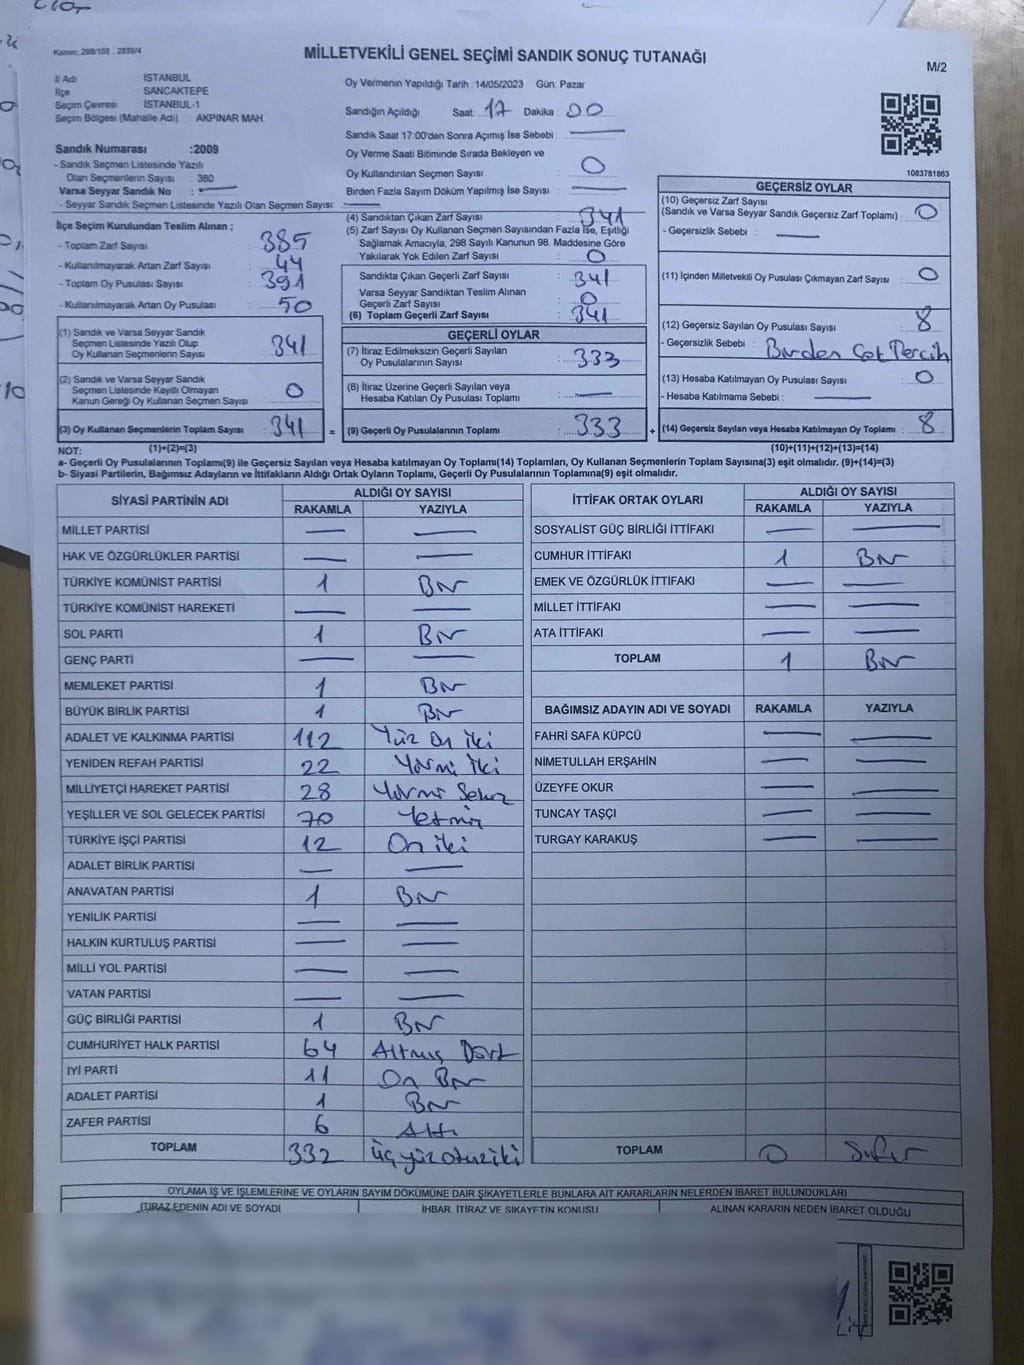 Kanun: 298/105 ; 2839/4
MİLLETVEKİLİ GENEL SEÇİMİ SANDIK SONUÇ TUTANAĞI
M/2
İl Adı : İSTANBUL
İlçe : SANCAKTEPE
Seçim Çevresi : İSTANBUL-1
Seçim Bölgesi (Mahalle Adı) : AKPINAR MAH.
Sandık Numarası :2009
- Sandık Seçmen Listesinde Yazılı
Olan Seçmenlerin Sayısı : 380
Varsa Seyyar Sandık No : —
- Seyyar Sandık Seçmen Listesinde Yazılı Olan Seçmen Sayısı: —
Oy Vermenin Yapıldığı Tarih :14/05/2023 Gün: Pazar
Sandığın Açıldığı Saat: 17 Dakika : 00
Sandık Saat 17:00'den Sonra Açımış İse Sebebi : —
Oy Verme Saati Bitiminde Sırada Bekleyen ve
Oy Kullandırılan Seçmen Sayısı : 0
Birden Fazla Sayım Döküm Yapılmış İse Sayısı : —
1083781863
İlçe Seçim Kurulundan Teslim Alınan ;
- Toplam Zarf Sayısı : 385
- Kullanılmayarak Artan Zarf Sayısı : 44
- Toplam Oy Pusulası Sayısı : 391
- Kullanılmayarak Artan Oy Pusulası : 50
(1) Sandık ve Varsa Seyyar Sandık
Seçmen Listesinde Yazılı Olup
Oy Kullanan Seçmenlerin Sayısı : 341
(2) Sandık ve Varsa Seyyar Sandık
Seçmen Listesinde Kayıtlı Olmayan
Kanun Gereği Oy Kullanan Seçmen Sayısı : 0
(3) Oy Kullanan Seçmenlerin Toplam Sayısı : 341 =
(4) Sandıktan Çıkan Zarf Sayısı : 341
(5) Zarf Sayısı Oy Kullanan Seçmen Sayısından Fazla İse, Eşitliği
Sağlamak Amacıyla, 298 Sayılı Kanunun 98. Maddesine Göre
Yakılarak Yok Edilen Zarf Sayısı : 0
Sandıkta Çıkan Geçerli Zarf Sayısı : 341
Varsa Seyyar Sandıktan Teslim Alınan
Geçerli Zarf Sayısı : 0
(6) Toplam Geçerli Zarf Sayısı : 341
GEÇERLİ OYLAR
(7) İtiraz Edilmeksizin Geçerli Sayılan
Oy Pusulalarının Sayısı : 333
(8) İtiraz Üzerine Geçerli Sayılan veya
Hesaba Katılan Oy Pusulası Toplamı : —
(9) Geçerli Oy Pusulalarının Toplamı : 333 +
GEÇERSİZ OYLAR
(10) Geçersiz Zarf Sayısı
(Sandık ve Varsa Seyyar Sandık Geçersiz Zarf Toplamı) : 0
- Geçersizlik Sebebi : —
(11) İçinden Milletvekili Oy Pusulası Çıkmayan Zarf Sayısı : 0
(12) Geçersiz Sayılan Oy Pusulası Sayısı : 8
- Geçersizlik Sebebi : Birden Çok Tercih
(13) Hesaba Katılmayan Oy Pusulası Sayısı : 0
- Hesaba Katılmama Sebebi : —
(14) Geçersiz Sayılan veya Hesaba Katılmayan Oy Toplamı : 8
NOT: (1)+(2)=(3) (10)+(11)+(12)+(13)=(14)
a- Geçerli Oy Pusulalarının Toplamı(9) ile Geçersiz Sayılan veya Hesaba katılmayan Oy Toplamı(14) Toplamları, Oy Kullanan Seçmenlerin Toplam Sayısına(3) eşit olmalıdır. (9)+(14)=(3)
b- Siyasi Partilerin, Bağımsız Adayların ve İttifakların Aldığı Ortak Oyların Toplamı, Geçerli Oy Pusulalarının Toplamına(9) eşit olmalıdır.
SİYASİ PARTİNİN ADI ALDIĞI OY SAYISI
RAKAMLA YAZIYLA
MİLLET PARTİSİ — —
HAK VE ÖZGÜRLÜKLER PARTİSİ — —
TÜRKİYE KOMÜNİST PARTİSİ 1 Bir
TÜRKİYE KOMÜNİST HAREKETİ — —
SOL PARTİ 1 Bir
GENÇ PARTİ — —
MEMLEKET PARTİSİ 1 Bir
BÜYÜK BİRLİK PARTİSİ 1 Bir
ADALET VE KALKINMA PARTİSİ 112 Yüz On iki
YENİDEN REFAH PARTİSİ 22 Yirmi İki
MİLLİYETÇİ HAREKET PARTİSİ 28 Yirmi Sekiz
YEŞİLLER VE SOL GELECEK PARTİSİ 70 Yetmiş
TÜRKİYE İŞÇİ PARTİSİ 12 On iki
ADALET BİRLİK PARTİSİ — —
ANAVATAN PARTİSİ 1 Bir
YENİLİK PARTİSİ — —
HALKIN KURTULUŞ PARTİSİ — —
MİLLİ YOL PARTİSİ — —
VATAN PARTİSİ — —
GÜÇ BİRLİĞİ PARTİSİ 1 Bir
CUMHURİYET HALK PARTİSİ 64 Altmış Dört
İYİ PARTİ 11 On Bir
ADALET PARTİSİ 1 Bir
ZAFER PARTİSİ 6 Altı
TOPLAM 332 üç yüz otuz iki
İTTİFAK ORTAK OYLARI ALDIĞI OY SAYISI
RAKAMLA YAZIYLA
SOSYALİST GÜÇ BİRLİĞİ İTTİFAKI — —
CUMHUR İTTİFAKI 1 Bir
EMEK VE ÖZGÜRLÜK İTTİFAKI — —
MİLLET İTTİFAKI — —
ATA İTTİFAKI — —
TOPLAM 1 Bir
BAĞIMSIZ ADAYIN ADI VE SOYADI RAKAMLA YAZIYLA
FAHRİ SAFA KÜPCÜ — —
NİMETULLAH ERŞAHİN — —
ÜZEYFE OKUR — —
TUNCAY TAŞÇI — —
TURGAY KARAKUŞ — —
TOPLAM 0 Sıfır
OYLAMA İŞ VE İŞLEMLERİNE VE OYLARIN SAYIM DÖKÜMÜNE DAİR ŞİKAYETLERLE BUNLARA AİT KARARLARIN NELERDEN İBARET BULUNDUKLARI
İTİRAZ EDENİN ADI VE SOYADI İHBAR, İTİRAZ VE ŞİKAYETİN KONUSU ALINAN KARARIN NEDEN İBARET OLDUĞU